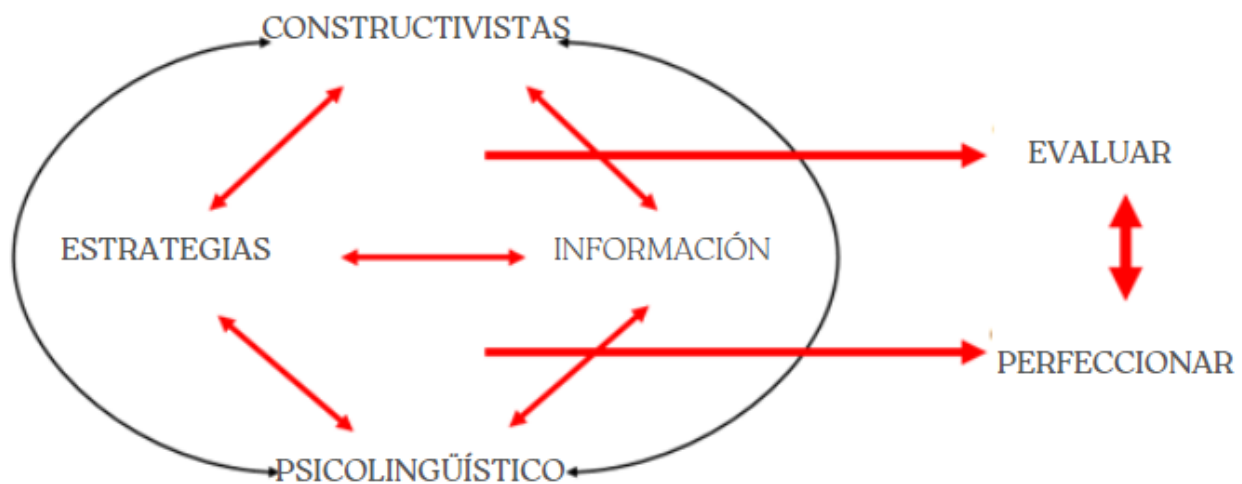 CONSTRUCTIVISTAS
EVALUAR
ESTRATEGIAS
INFORMACIÓN
PERFECCIONAR
PSICOLINGÜÍSTICO